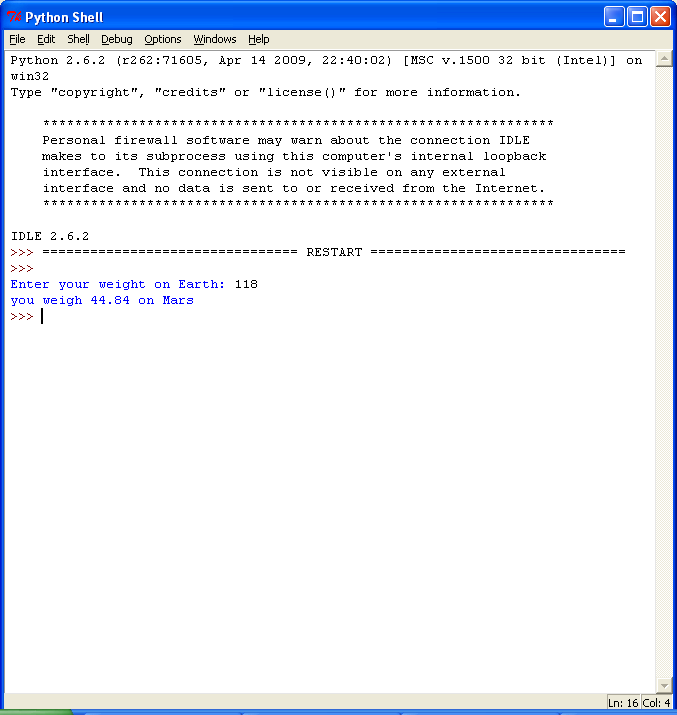 Python Shell
File Edit Shell Debug Options Windows Help
Python 2.6.2 (r262:71605, Apr 14 2009, 22:40:02) [MSC v.1500 32 bit (Intel)] on
win32
Type "copyright", "credits" or "license()" for more information.
****************************************************************
Personal firewall software may warn about the connection IDLE
makes to its subprocess using this computer's internal loopback
interface.  This connection is not visible on any external
interface and no data is sent to or received from the Internet.
****************************************************************
IDLE 2.6.2
>>> ================================ RESTART ================================
>>>
Enter your weight on Earth: 118
you weigh 44.84 on Mars
>>>
Ln: 16 Col: 4